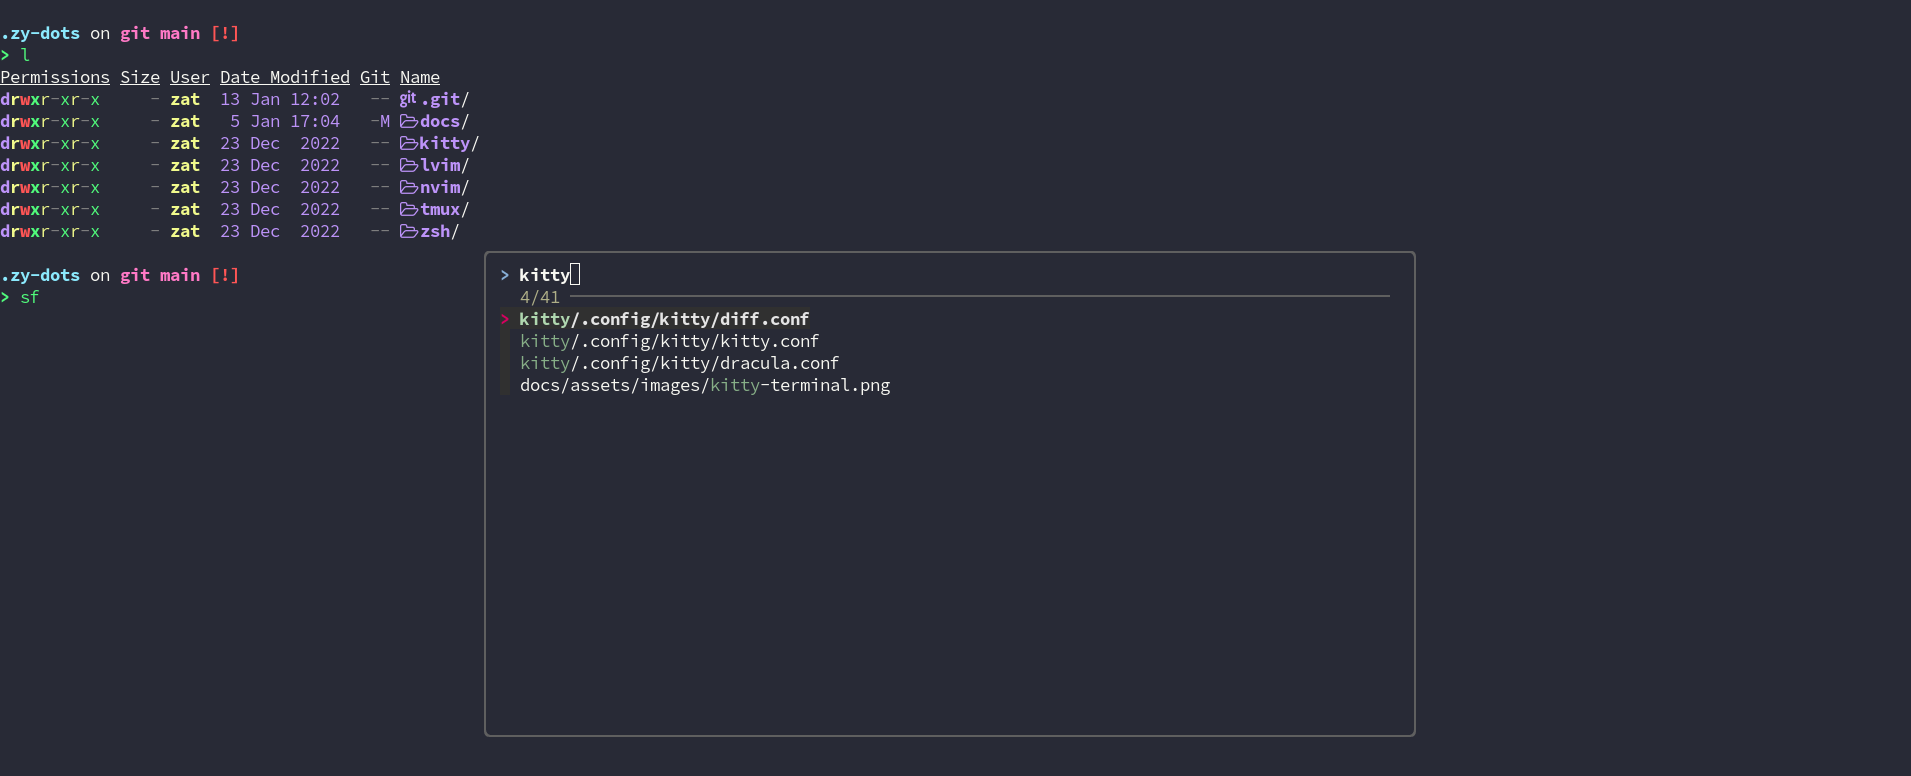 .zy-dots on git main [!]
> l
Permissions Size User Date Modified Git Name
drwxr-xr-x     - zat  13 Jan 12:02   -- git .git/
drwxr-xr-x     - zat   5 Jan 17:04   -M docs/
drwxr-xr-x     - zat  23 Dec  2022   -- kitty/
drwxr-xr-x     - zat  23 Dec  2022   -- lvim/
drwxr-xr-x     - zat  23 Dec  2022   -- nvim/
drwxr-xr-x     - zat  23 Dec  2022   -- tmux/
drwxr-xr-x     - zat  23 Dec  2022   -- zsh/
.zy-dots on git main [!]
> sf
> kitty
4/41
> kitty/.config/kitty/diff.conf
kitty/.config/kitty/kitty.conf
kitty/.config/kitty/dracula.conf
docs/assets/images/kitty-terminal.png